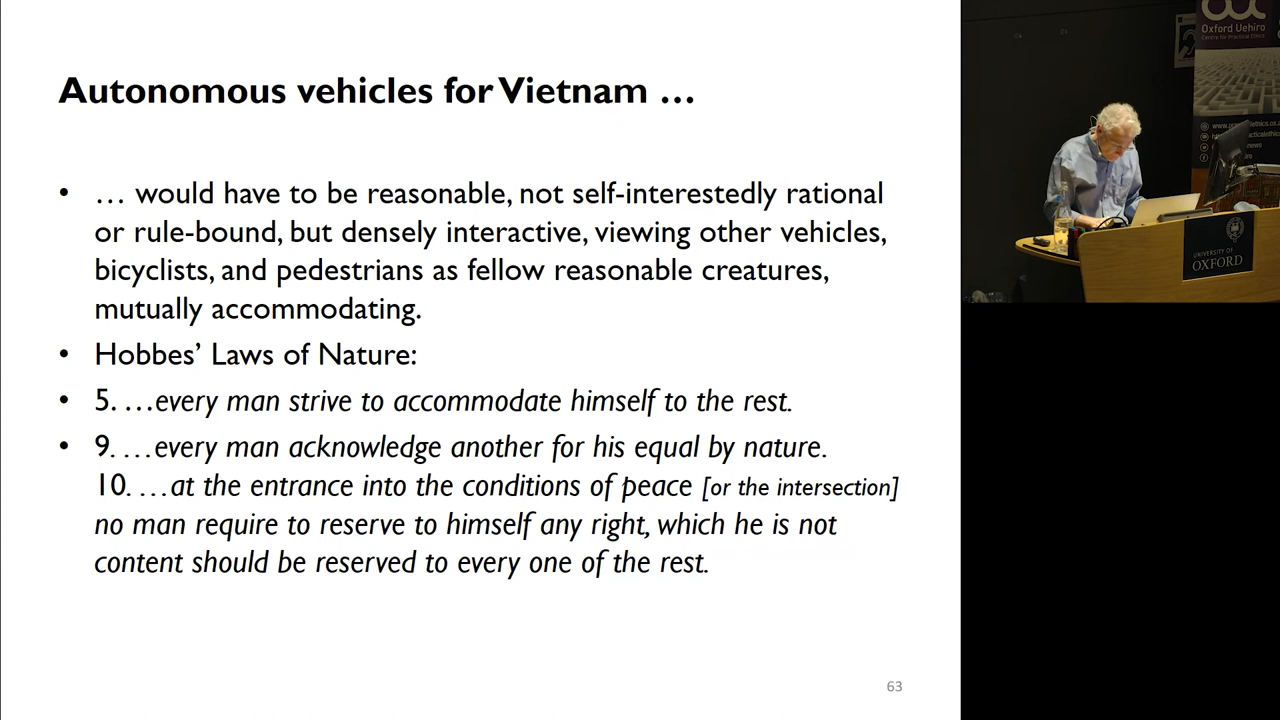 Autonomous vehicles for Vietnam …
• … would have to be reasonable, not self-interestedly rational
or rule-bound, but densely interactive, viewing other vehicles,
bicyclists, and pedestrians as fellow reasonable creatures,
mutually accommodating.
• Hobbes’ Laws of Nature:
• 5. …every man strive to accommodate himself to the rest.
• 9. …every man acknowledge another for his equal by nature.
10. …at the entrance into the conditions of peace [or the intersection]
no man require to reserve to himself any right, which he is not
content should be reserved to every one of the rest.
63
Oxford Uehiro
Centre for Practical Ethics
UNIVERSITY OF
OXFORD